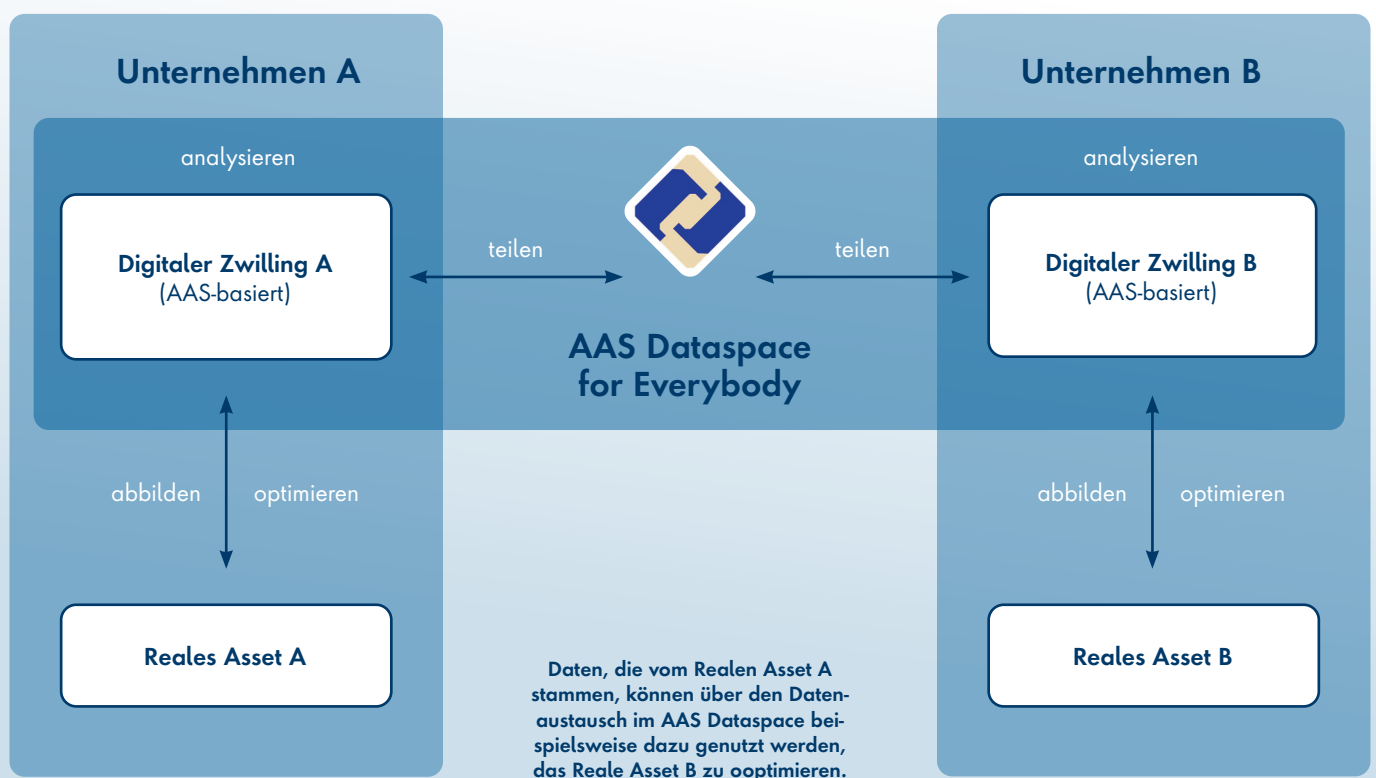 Unternehmen A
Unternehmen B
analysieren
analysieren
Digitaler Zwilling A
(AAS-basiert)
teilen
teilen
Digitaler Zwilling B
(AAS-basiert)
AAS Dataspace
for Everybody
abbilden
optimieren
abbilden
optimieren
Reales Asset A
Reales Asset B
Daten, die vom Realen Asset A
stammen, können über den Daten-
austausch im AAS Dataspace bei-
spielsweise dazu genutzt werden,
das Reale Asset B zu ooptimieren.